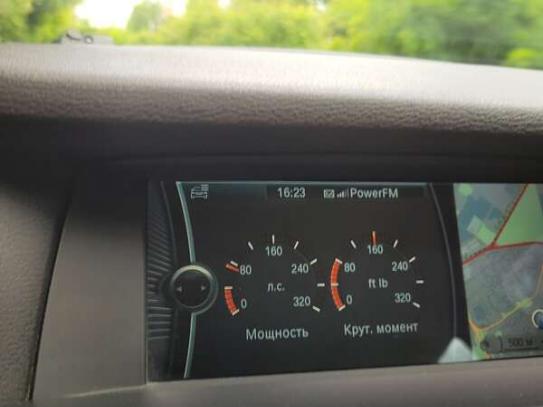 16:23 PowerFM
160 160
80 240 80 240
л.с. ft lb
0 320 0 320
Мощность Крут. момент
500 м